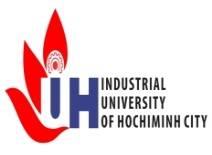 IUH INDUSTRIAL
UNIVERSITY
OF HOCHIMINH CITY